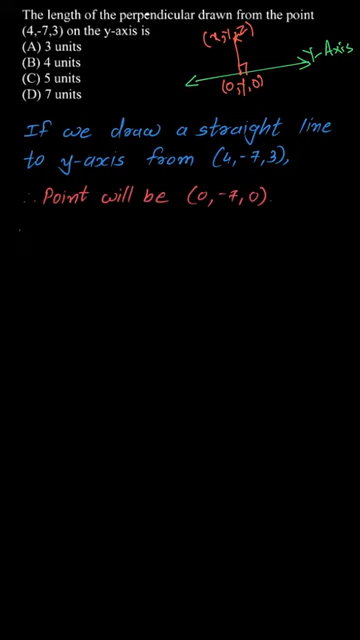 The length of the perpendicular drawn from the point
(4,-7,3) on the y-axis is
(A) 3 units
(B) 4 units
(C) 5 units
(D) 7 units
(x,y,z)
Y-Axis
(0,y,0)
If we draw a straight line
to y-axis from (4,-7,3),
∴ Point will be (0,-7,0).